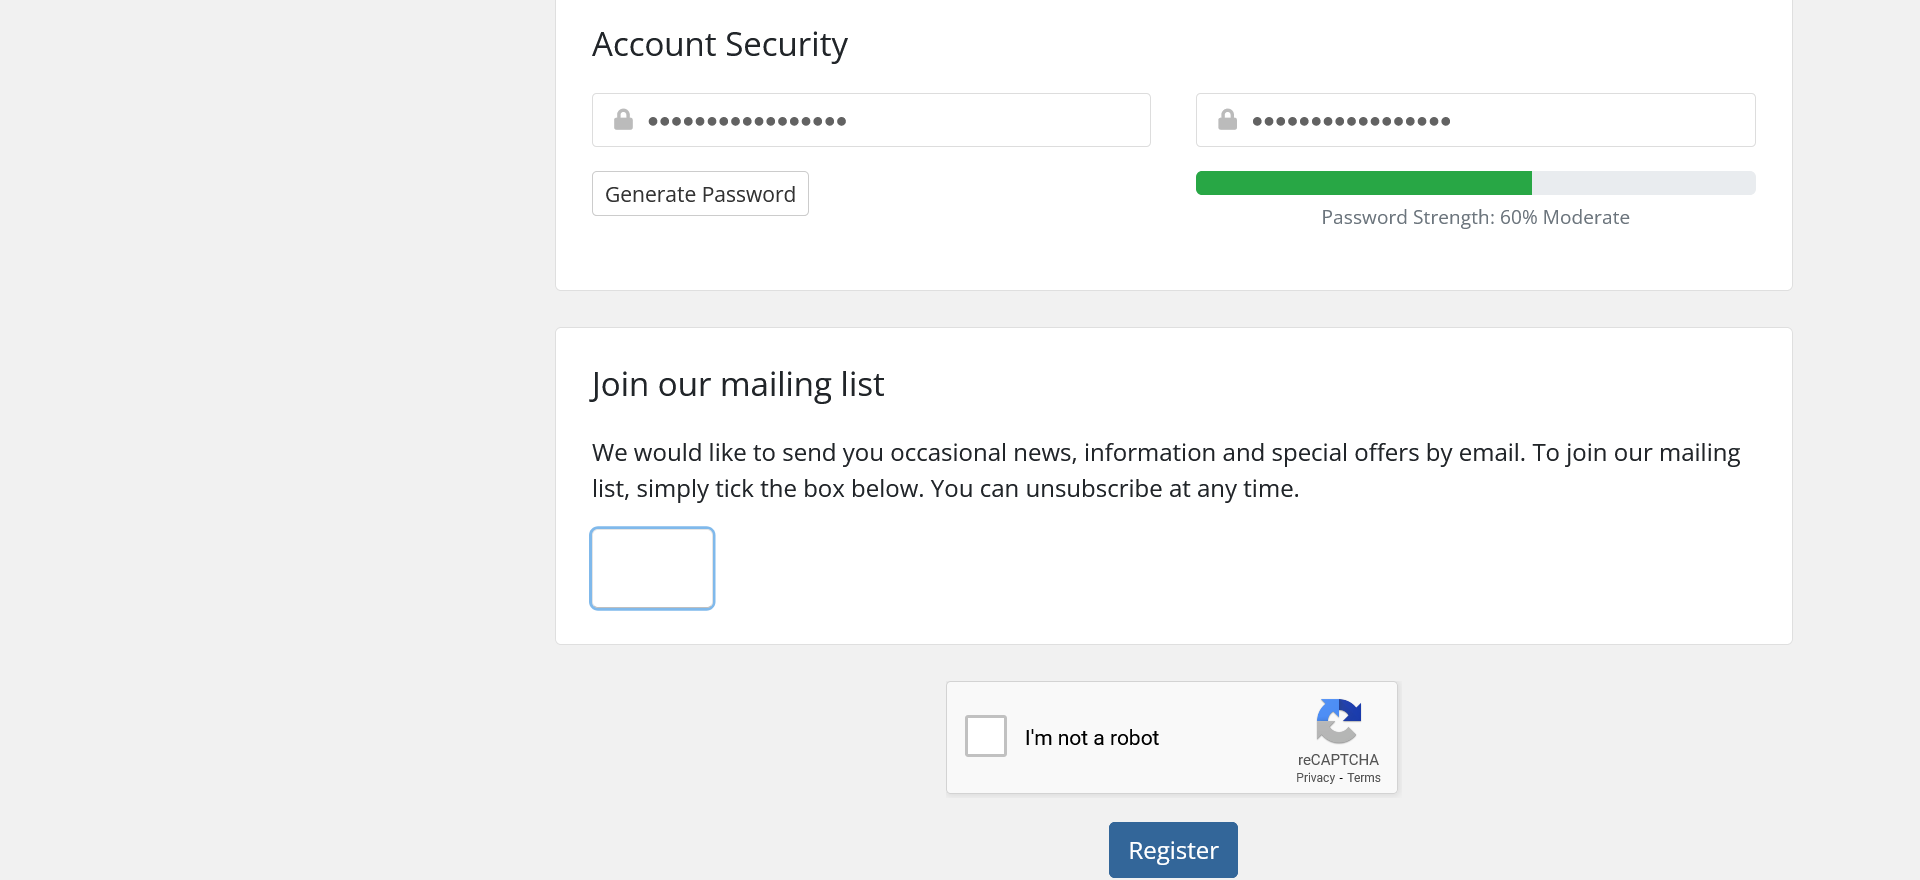 Account Security
•••••••••••••••••
•••••••••••••••••
Generate Password
Password Strength: 60% Moderate
Join our mailing list
We would like to send you occasional news, information and special offers by email. To join our mailing
list, simply tick the box below. You can unsubscribe at any time.
I'm not a robot
reCAPTCHA
Privacy - Terms
Register